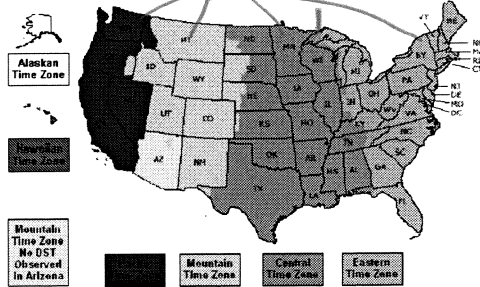 VT
ME
MT
ND
MN
NY
ID
SD
WI
MI
WY
PA
NJ
DE
MD
DC
IA
NE
IL
IN
OH
UT
CO
KS
MO
KY
VA
NC
TN
AZ
NM
OK
AR
SC
MS
AL
GA
TX
LA
FL
Alaskan
Time Zone
Hawaiian
Time Zone
Mountain
Time Zone
No DST
Observed
In Arizona
Mountain
Time Zone
Central
Time Zone
Eastern
Time Zone